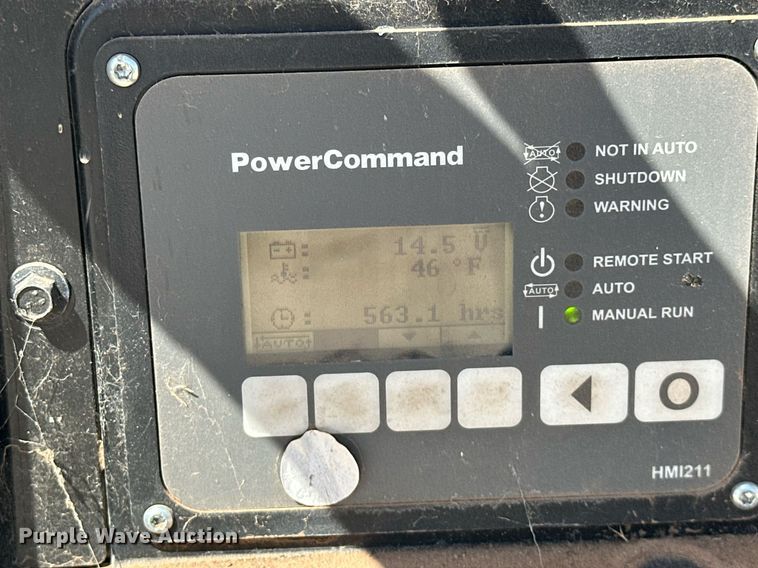 PowerCommand
AUTO NOT IN AUTO
SHUTDOWN
! WARNING
REMOTE START
AUTO AUTO
MANUAL RUN
: 14.5 V
: 46 °F
: 563.1 hrs
AUTO
HMI211
Purple Wave Auction